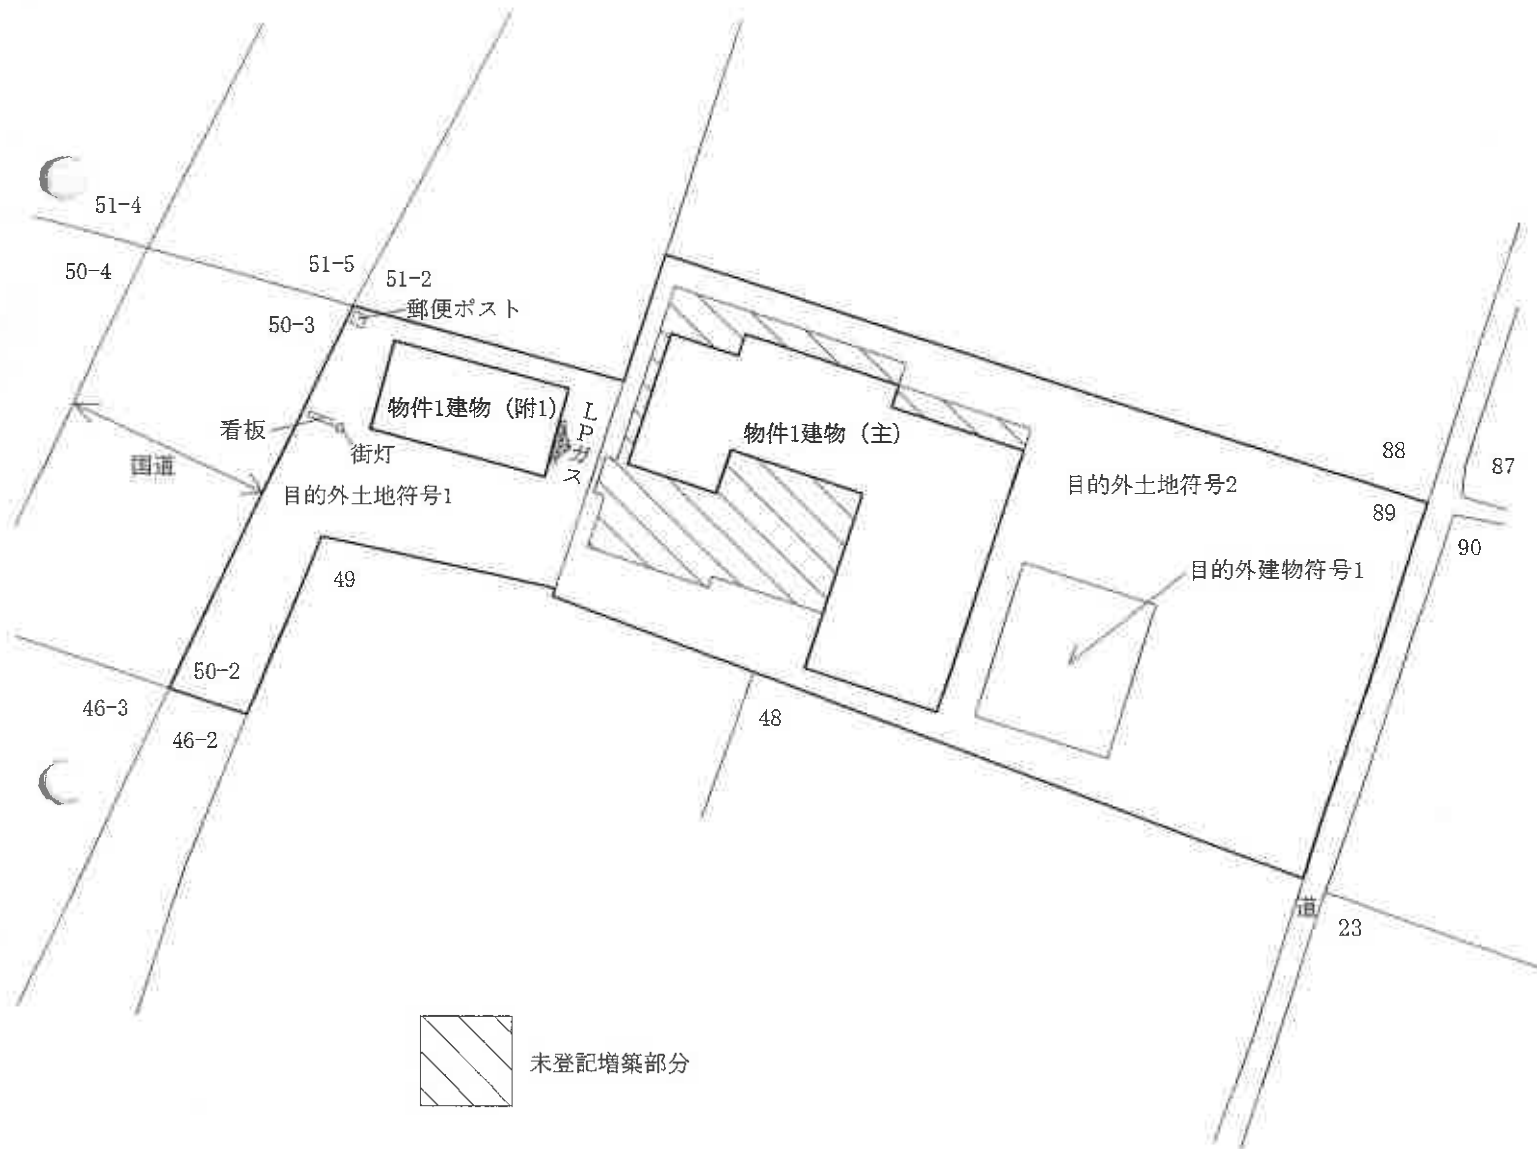 51-4
50-4
51-5
51-2
50-3
郵便ポスト
物件1建物（附1）
LPガス
看板
街灯
国道
目的外土地符号1
物件1建物（主）
目的外土地符号2
88
87
89
90
目的外建物符号1
49
50-2
46-3
46-2
48
道
23
未登記増築部分